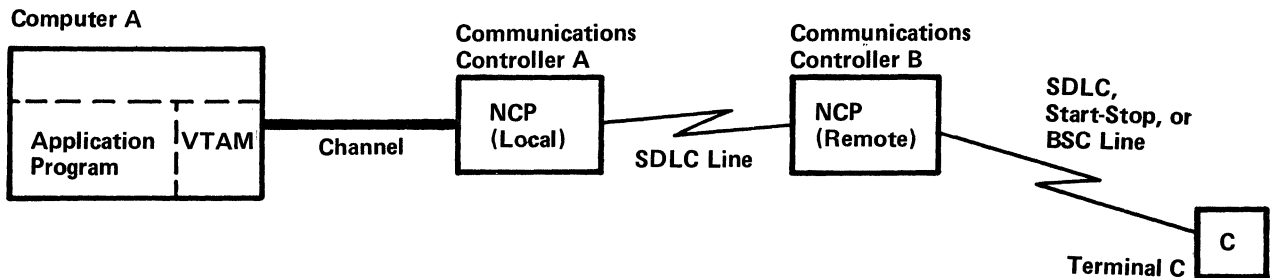 Computer A
Application
Program
VTAM
Channel
Communications
Controller A
NCP
(Local)
SDLC Line
Communications
Controller B
NCP
(Remote)
SDLC,
Start-Stop, or
BSC Line
Terminal C
C